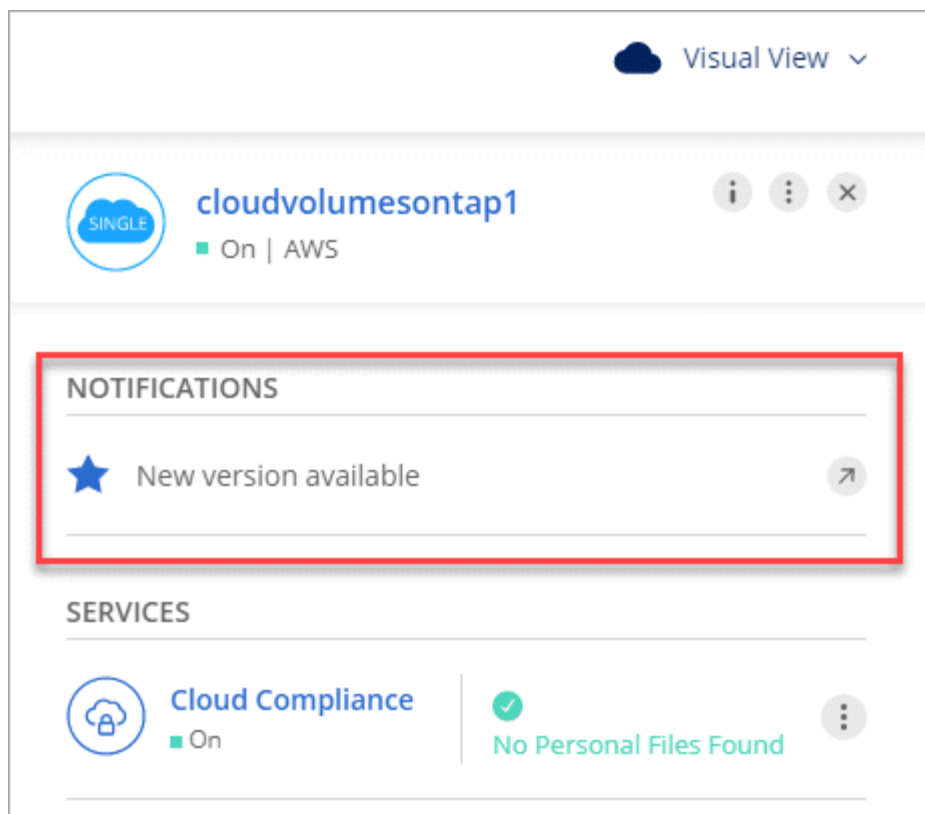 Visual View
SINGLE
cloudvolumesontap1
On | AWS
NOTIFICATIONS
New version available
SERVICES
Cloud Compliance
On
No Personal Files Found